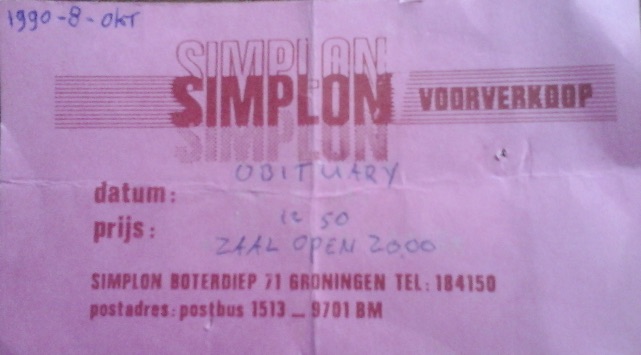 1990-8-OKT
SIMPLON
SIMPLON VOORVERKOOP
SIMPLON
OBITUARY
datum:
prijs: 12 50
ZAAL OPEN 20.00
SIMPLON BOTERDIEP 71 GRONINGEN TEL: 184150
postadres: postbus 1513 _ 9701 BM